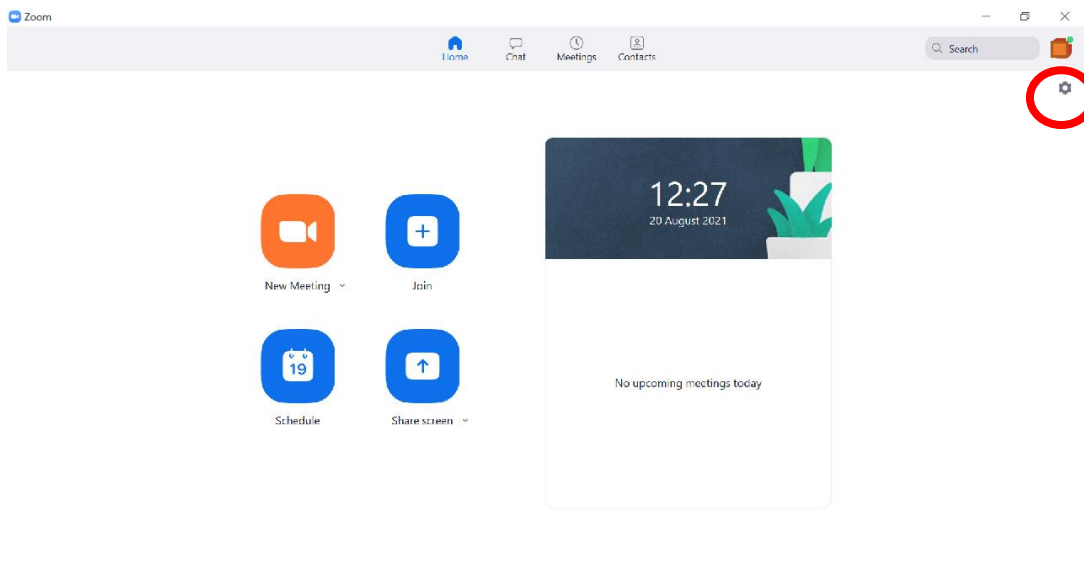 Zoom
Home Chat Meetings Contacts
Search
12:27
20 August 2021
New Meeting
Join
19
Schedule
Share screen
No upcoming meetings today